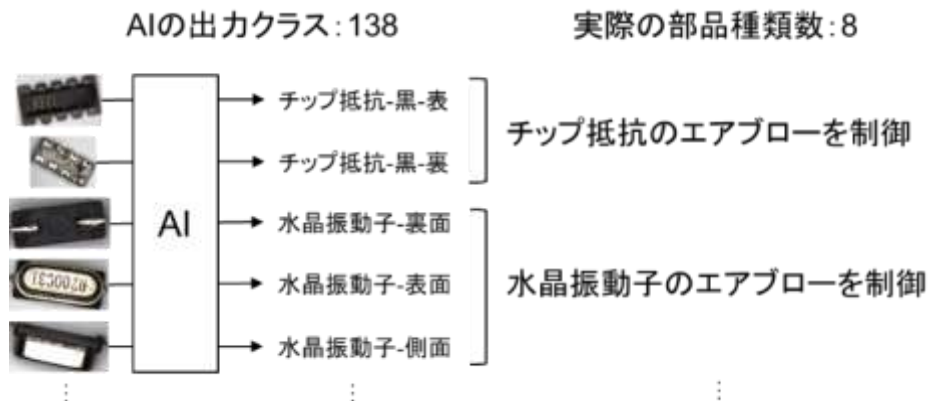 AIの出力クラス：138
実際の部品種類数：8
チップ抵抗-黒-表
チップ抵抗-黒-裏
チップ抵抗のエアブローを制御
AI
水晶振動子-裏面
水晶振動子-表面
水晶振動子-側面
水晶振動子のエアブローを制御